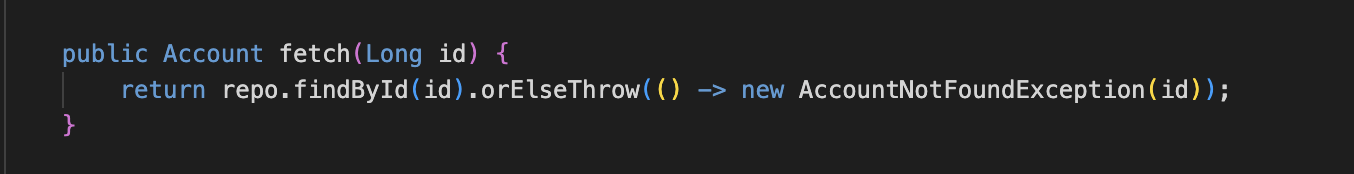 public Account fetch(Long id) {
    return repo.findById(id).orElseThrow(() -> new AccountNotFoundException(id));
}